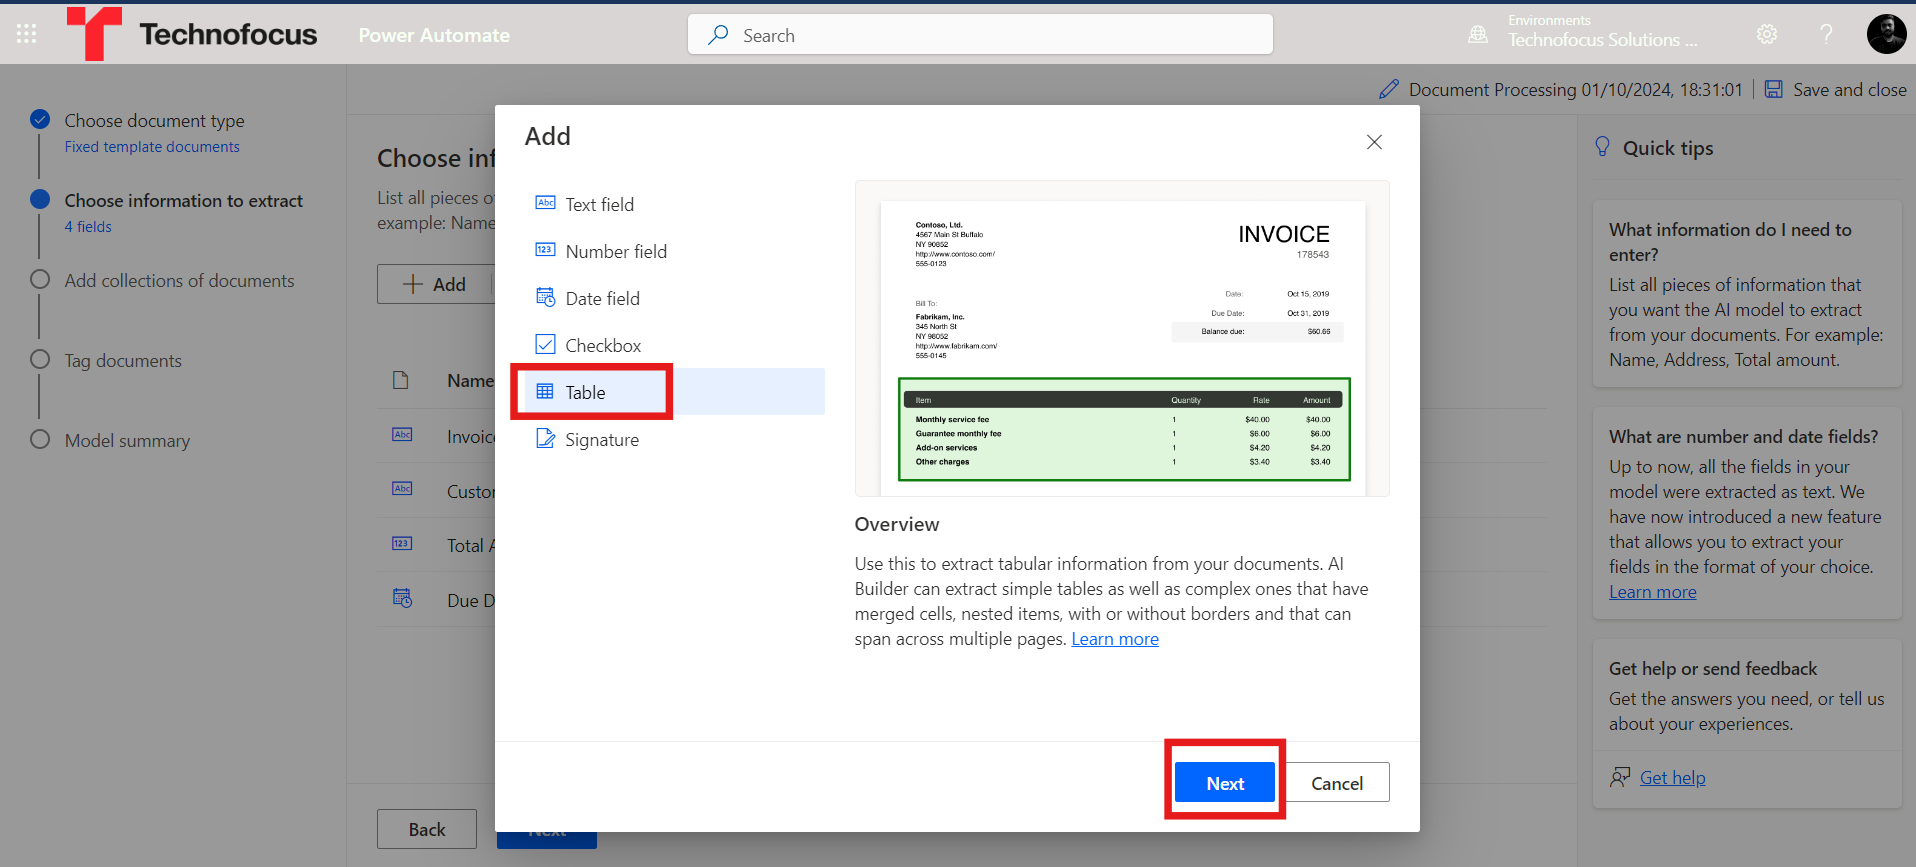 Technofocus
Power Automate
Search
Environments
Technofocus Solutions ...
Document Processing 01/10/2024, 18:31:01
Save and close
Choose document type
Fixed template documents
Choose information to extract
4 fields
Add collections of documents
Tag documents
Model summary
Choose inf
List all pieces o
example: Name
Add
Name
Abc Invoic
Abc Custo
123 Total A
Due D
Back
Next
Add
Abc Text field
123 Number field
Date field
Checkbox
Table
Signature
Contoso, Ltd.
4567 Main St Buffalo
NY 90852
http://www.contoso.com/
555-0123
INVOICE
178543
Date: Oct 15, 2019
Due Date: Oct 31, 2019
Balance due: $60.66
Bill To:
Fabrikam, Inc.
345 North St
NY 98052
http://www.fabrikam.com/
555-0145
Item Quantity Rate Amount
Monthly service fee 1 $40.00 $40.00
Guarantee monthly fee 1 $6.00 $6.00
Add-on services 1 $4.20 $4.20
Other charges 1 $3.40 $3.40
Overview
Use this to extract tabular information from your documents. AI
Builder can extract simple tables as well as complex ones that have
merged cells, nested items, with or without borders and that can
span across multiple pages. Learn more
Next
Cancel
Quick tips
What information do I need to
enter?
List all pieces of information that
you want the AI model to extract
from your documents. For example:
Name, Address, Total amount.
What are number and date fields?
Up to now, all the fields in your
model were extracted as text. We
have now introduced a new feature
that allows you to extract your
fields in the format of your choice.
Learn more
Get help or send feedback
Get the answers you need, or tell us
about your experiences.
Get help